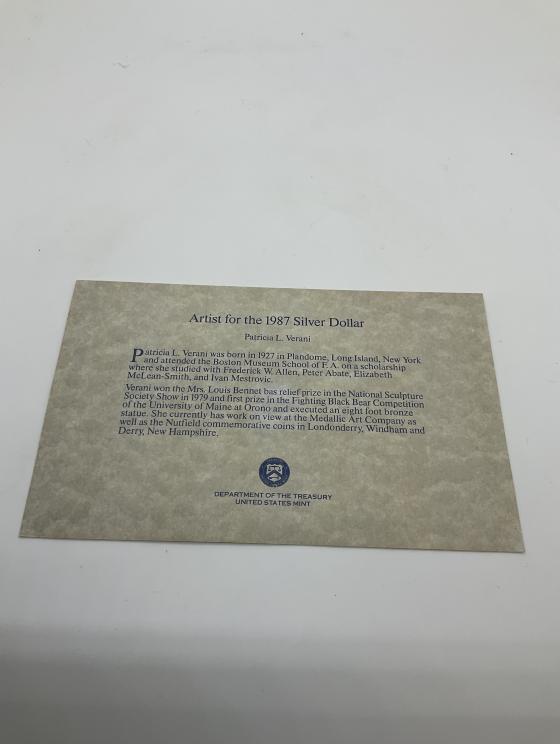 Artist for the 1987 Silver Dollar
Patricia L. Verani
Patricia L. Verani was born in 1927 in Plandome, Long Island, New York
and attended the Boston Museum School of F. A. on a scholarship
where she studied with Frederick W. Allen, Peter Abate, Elizabeth
McLean-Smith, and Ivan Mestrovic.
Verani won the Mrs. Louis Bennet bas relief prize in the National Sculpture
Society Show in 1979 and first prize in the Fighting Black Bear Competition
of the University of Maine at Orono and executed an eight foot bronze
statue. She currently has work on view at the Medallic Art Company as
well as the Nutfield commemorative coins in Londonderry, Windham and
Derry, New Hampshire.
DEPARTMENT OF THE TREASURY
UNITED STATES MINT